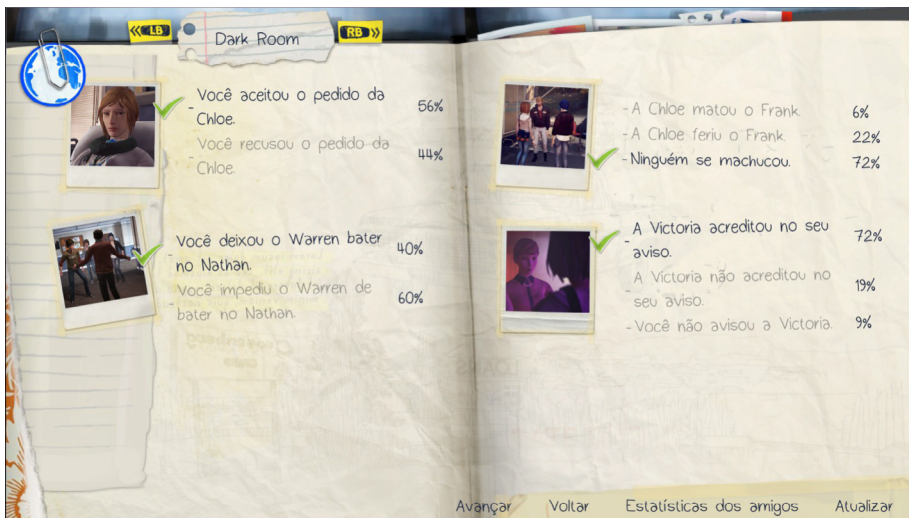 LB
Dark Room
RB
Você aceitou o pedido da
Chloe.
56%
Você recusou o pedido da
Chloe.
44%
Você deixou o Warren bater
no Nathan.
40%
Você impediu o Warren de
bater no Nathan.
60%
- A Chloe matou o Frank. 6%
- A Chloe feriu o Frank. 22%
- Ninguém se machucou. 72%
A Victoria acreditou no seu
aviso.
72%
A Victoria não acreditou no
seu aviso.
19%
- Você não avisou a Victoria. 9%
Avançar Voltar Estatísticas dos amigos Atualizar